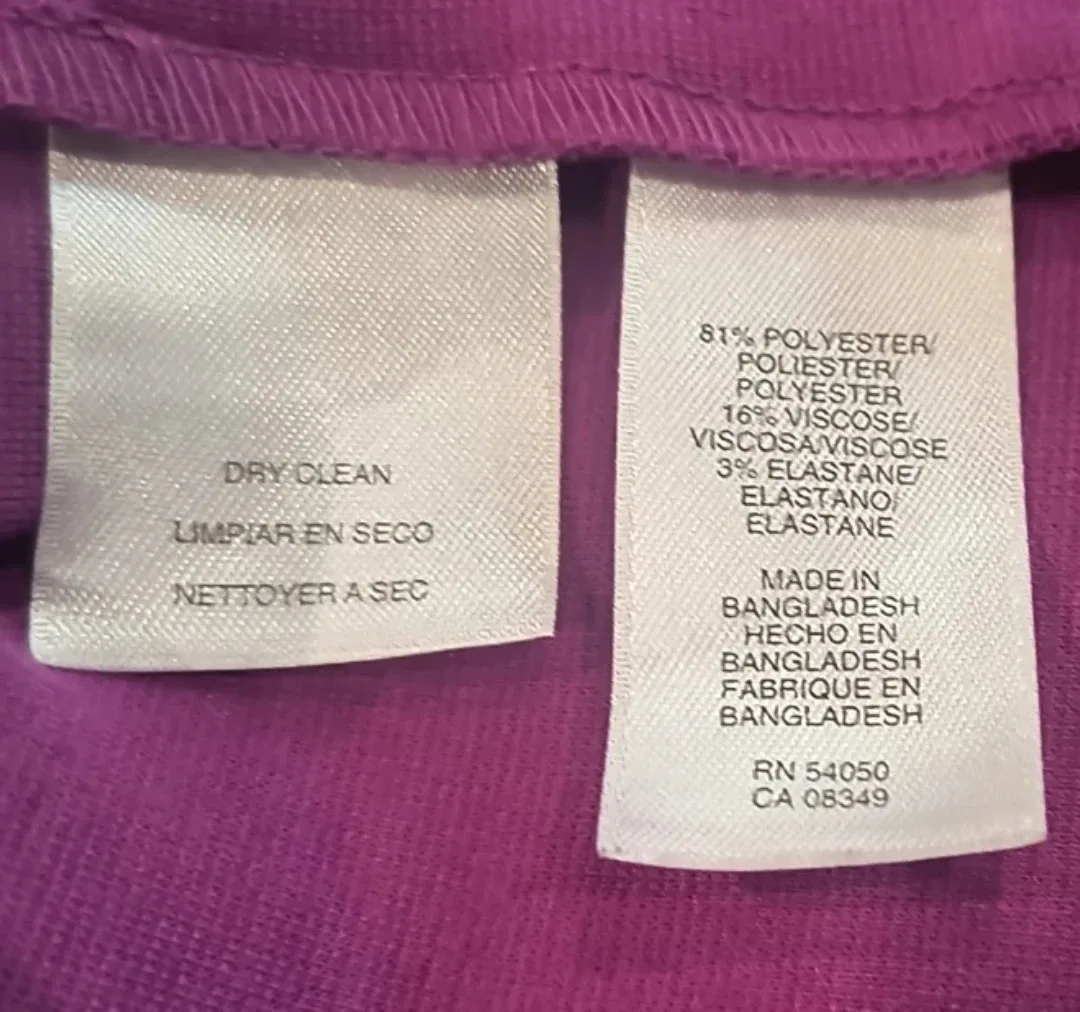 DRY CLEAN
LIMPIAR EN SECO
NETTOYER A SEC
81% POLYESTER/
POLIESTER/
POLYESTER
16% VISCOSE/
VISCOSA/VISCOSE
3% ELASTANE/
ELASTANO/
ELASTANE
MADE IN
BANGLADESH
HECHO EN
BANGLADESH
FABRIQUE EN
BANGLADESH
RN 54050
CA 08349